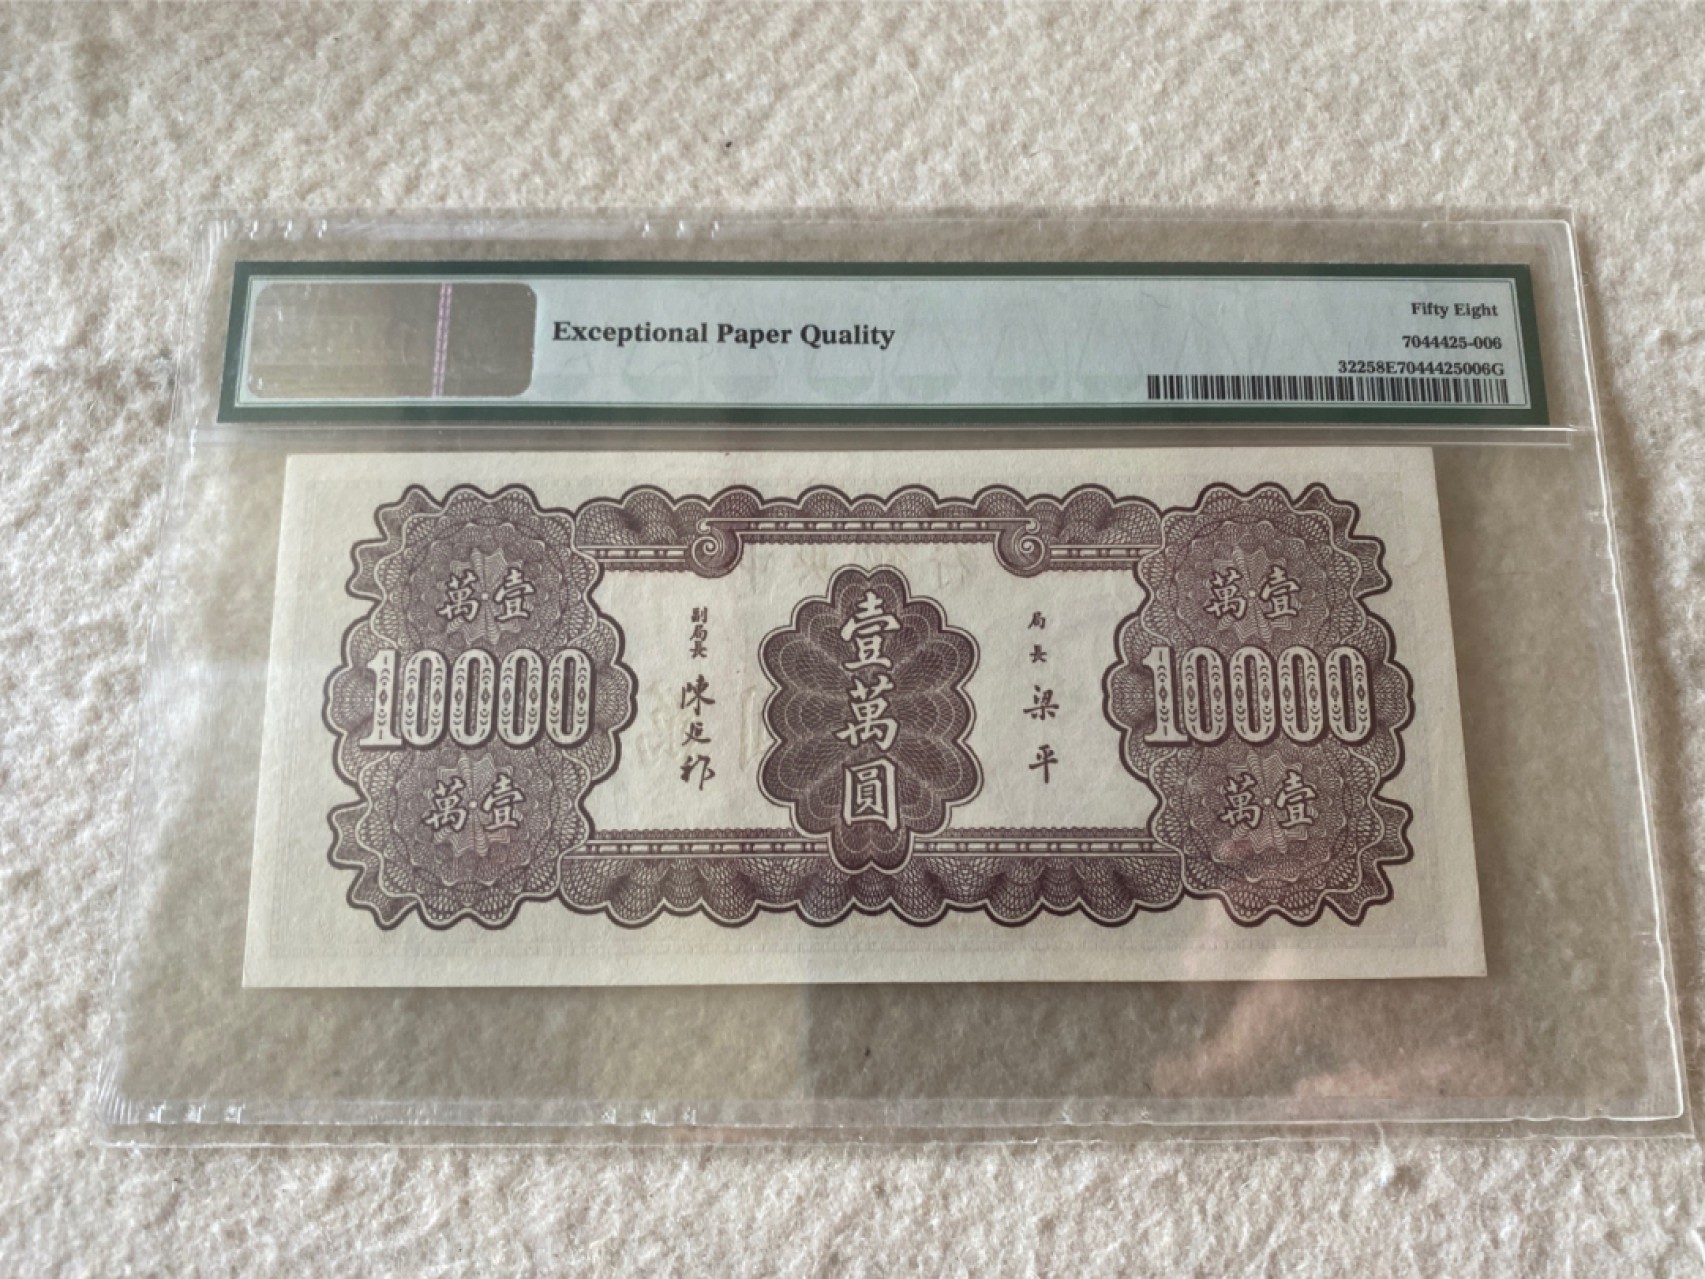 Exceptional Paper Quality
Fifty Eight
7044425-006
32258E7044425006G
萬·壹
10000
萬·壹
副局長 陳延祚
壹萬圓
局長 梁平
萬·壹
10000
萬·壹